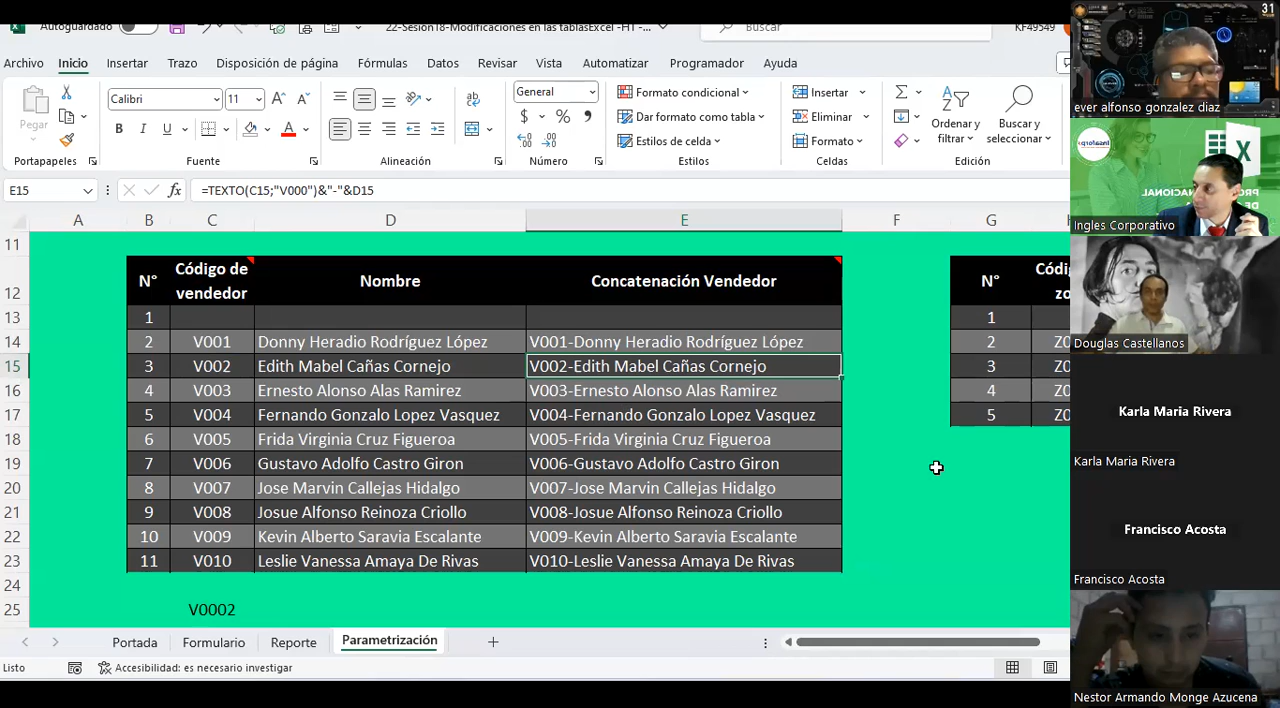 Autoguardado
22-Sesion18-Modificaciones en las tablasExcel -HT -...
Buscar
KF49549
Archivo Inicio Insertar Trazo Disposición de página Fórmulas Datos Revisar Vista Automatizar Programador Ayuda
Pegar
Calibri 11
General
Formato condicional
Dar formato como tabla
Estilos de celda
Insertar
Eliminar
Formato
Ordenar y filtrar
Buscar y seleccionar
Portapapeles Fuente Alineación Número Estilos Celdas Edición
E15 fx =TEXTO(C15;"V000")&"-"&D15
A B C D E F G
11
12 N° Código de vendedor Nombre Concatenación Vendedor N°
13 1 1
14 2 V001 Donny Heradio Rodríguez López V001-Donny Heradio Rodríguez López 2
15 3 V002 Edith Mabel Cañas Cornejo V002-Edith Mabel Cañas Cornejo 3
16 4 V003 Ernesto Alonso Alas Ramirez V003-Ernesto Alonso Alas Ramirez 4
17 5 V004 Fernando Gonzalo Lopez Vasquez V004-Fernando Gonzalo Lopez Vasquez 5
18 6 V005 Frida Virginia Cruz Figueroa V005-Frida Virginia Cruz Figueroa
19 7 V006 Gustavo Adolfo Castro Giron V006-Gustavo Adolfo Castro Giron
20 8 V007 Jose Marvin Callejas Hidalgo V007-Jose Marvin Callejas Hidalgo
21 9 V008 Josue Alfonso Reinoza Criollo V008-Josue Alfonso Reinoza Criollo
22 10 V009 Kevin Alberto Saravia Escalante V009-Kevin Alberto Saravia Escalante
23 11 V010 Leslie Vanessa Amaya De Rivas V010-Leslie Vanessa Amaya De Rivas
24
25 V0002
Portada Formulario Reporte Parametrización
Listo
Accesibilidad: es necesario investigar
31
ever alfonso gonzalez diaz
Ingles Corporativo
Douglas Castellanos
Karla Maria Rivera
Karla Maria Rivera
Francisco Acosta
Francisco Acosta
Nestor Armando Monge Azucena